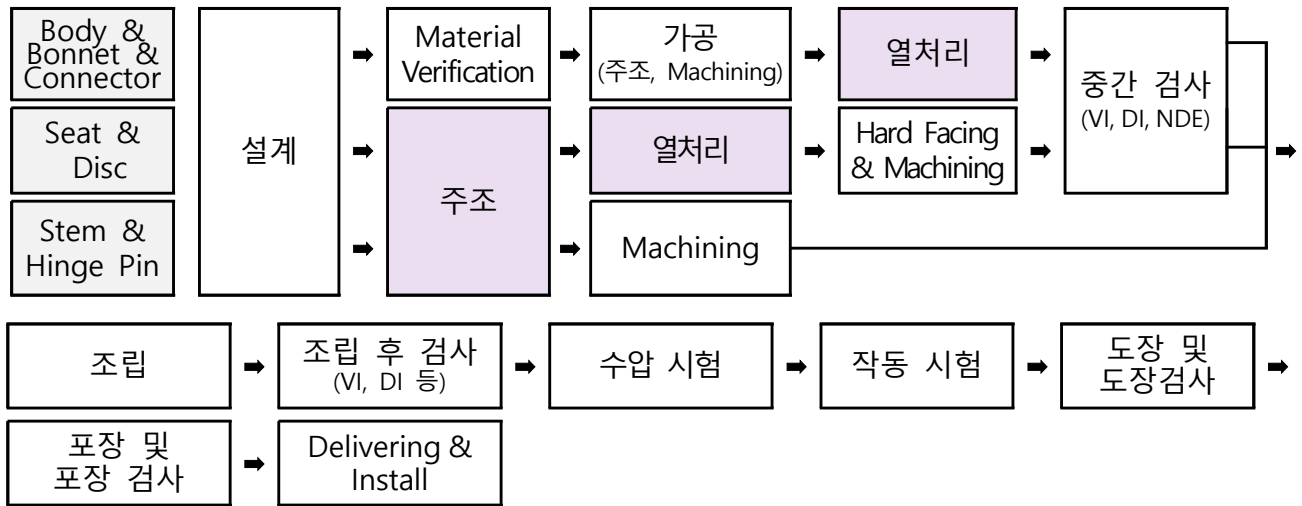 Body &
Bonnet &
Connector
설계
Material
Verification
가공
(주조, Machining)
열처리
중간 검사
(VI, DI, NDE)
Seat &
Disc
주조
열처리
Hard Facing
& Machining
Stem &
Hinge Pin
Machining
조립
조립 후 검사
(VI, DI 등)
수압 시험
작동 시험
도장 및
도장검사
포장 및
포장 검사
Delivering &
Install